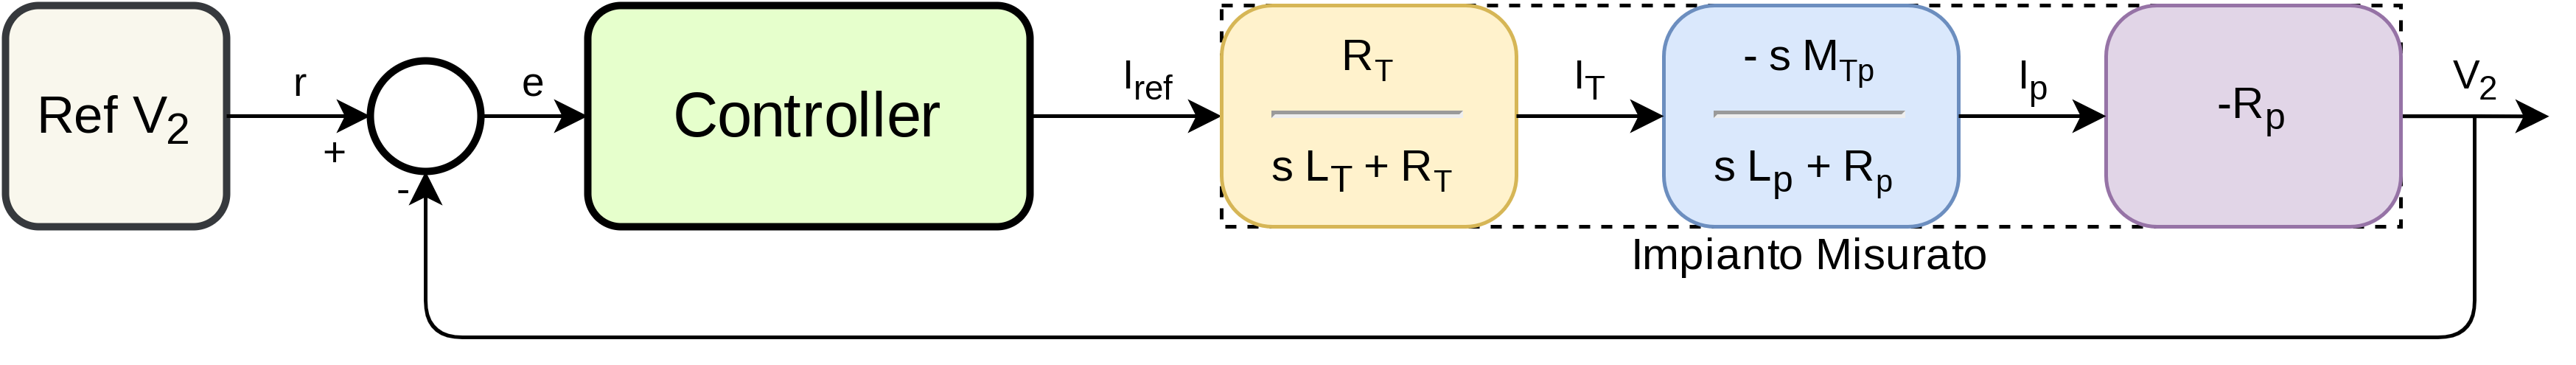 Ref V2
r
+
-
e
Controller
Iref
RT
s LT + RT
IT
- s MTp
s Lp + Rp
Ip
-Rp
V2
Impianto Misurato